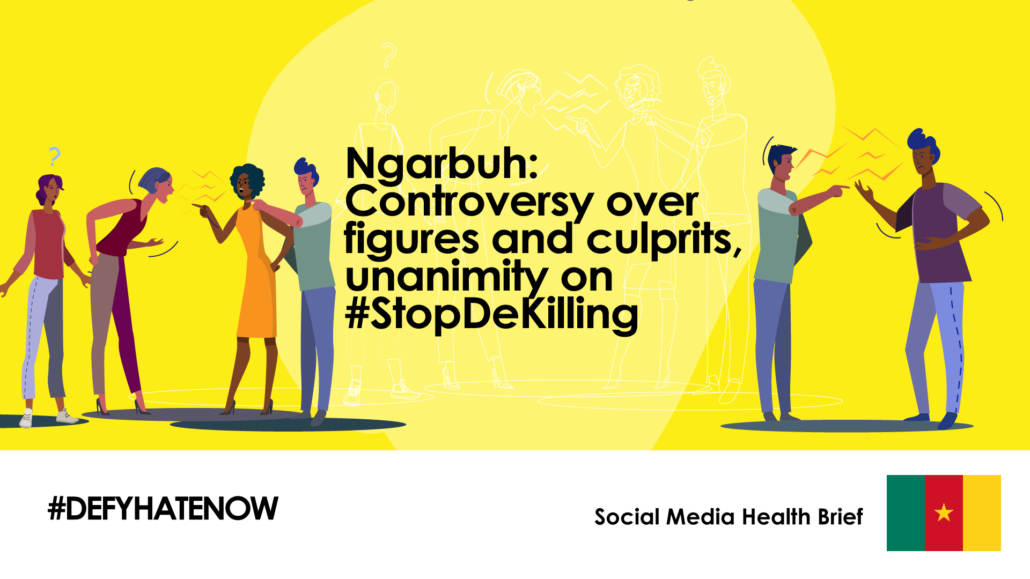 ?
?
Ngarbuh:
Controversy over
figures and culprits,
unanimity on
#StopDeKilling
#DEFYHATENOW
Social Media Health Brief